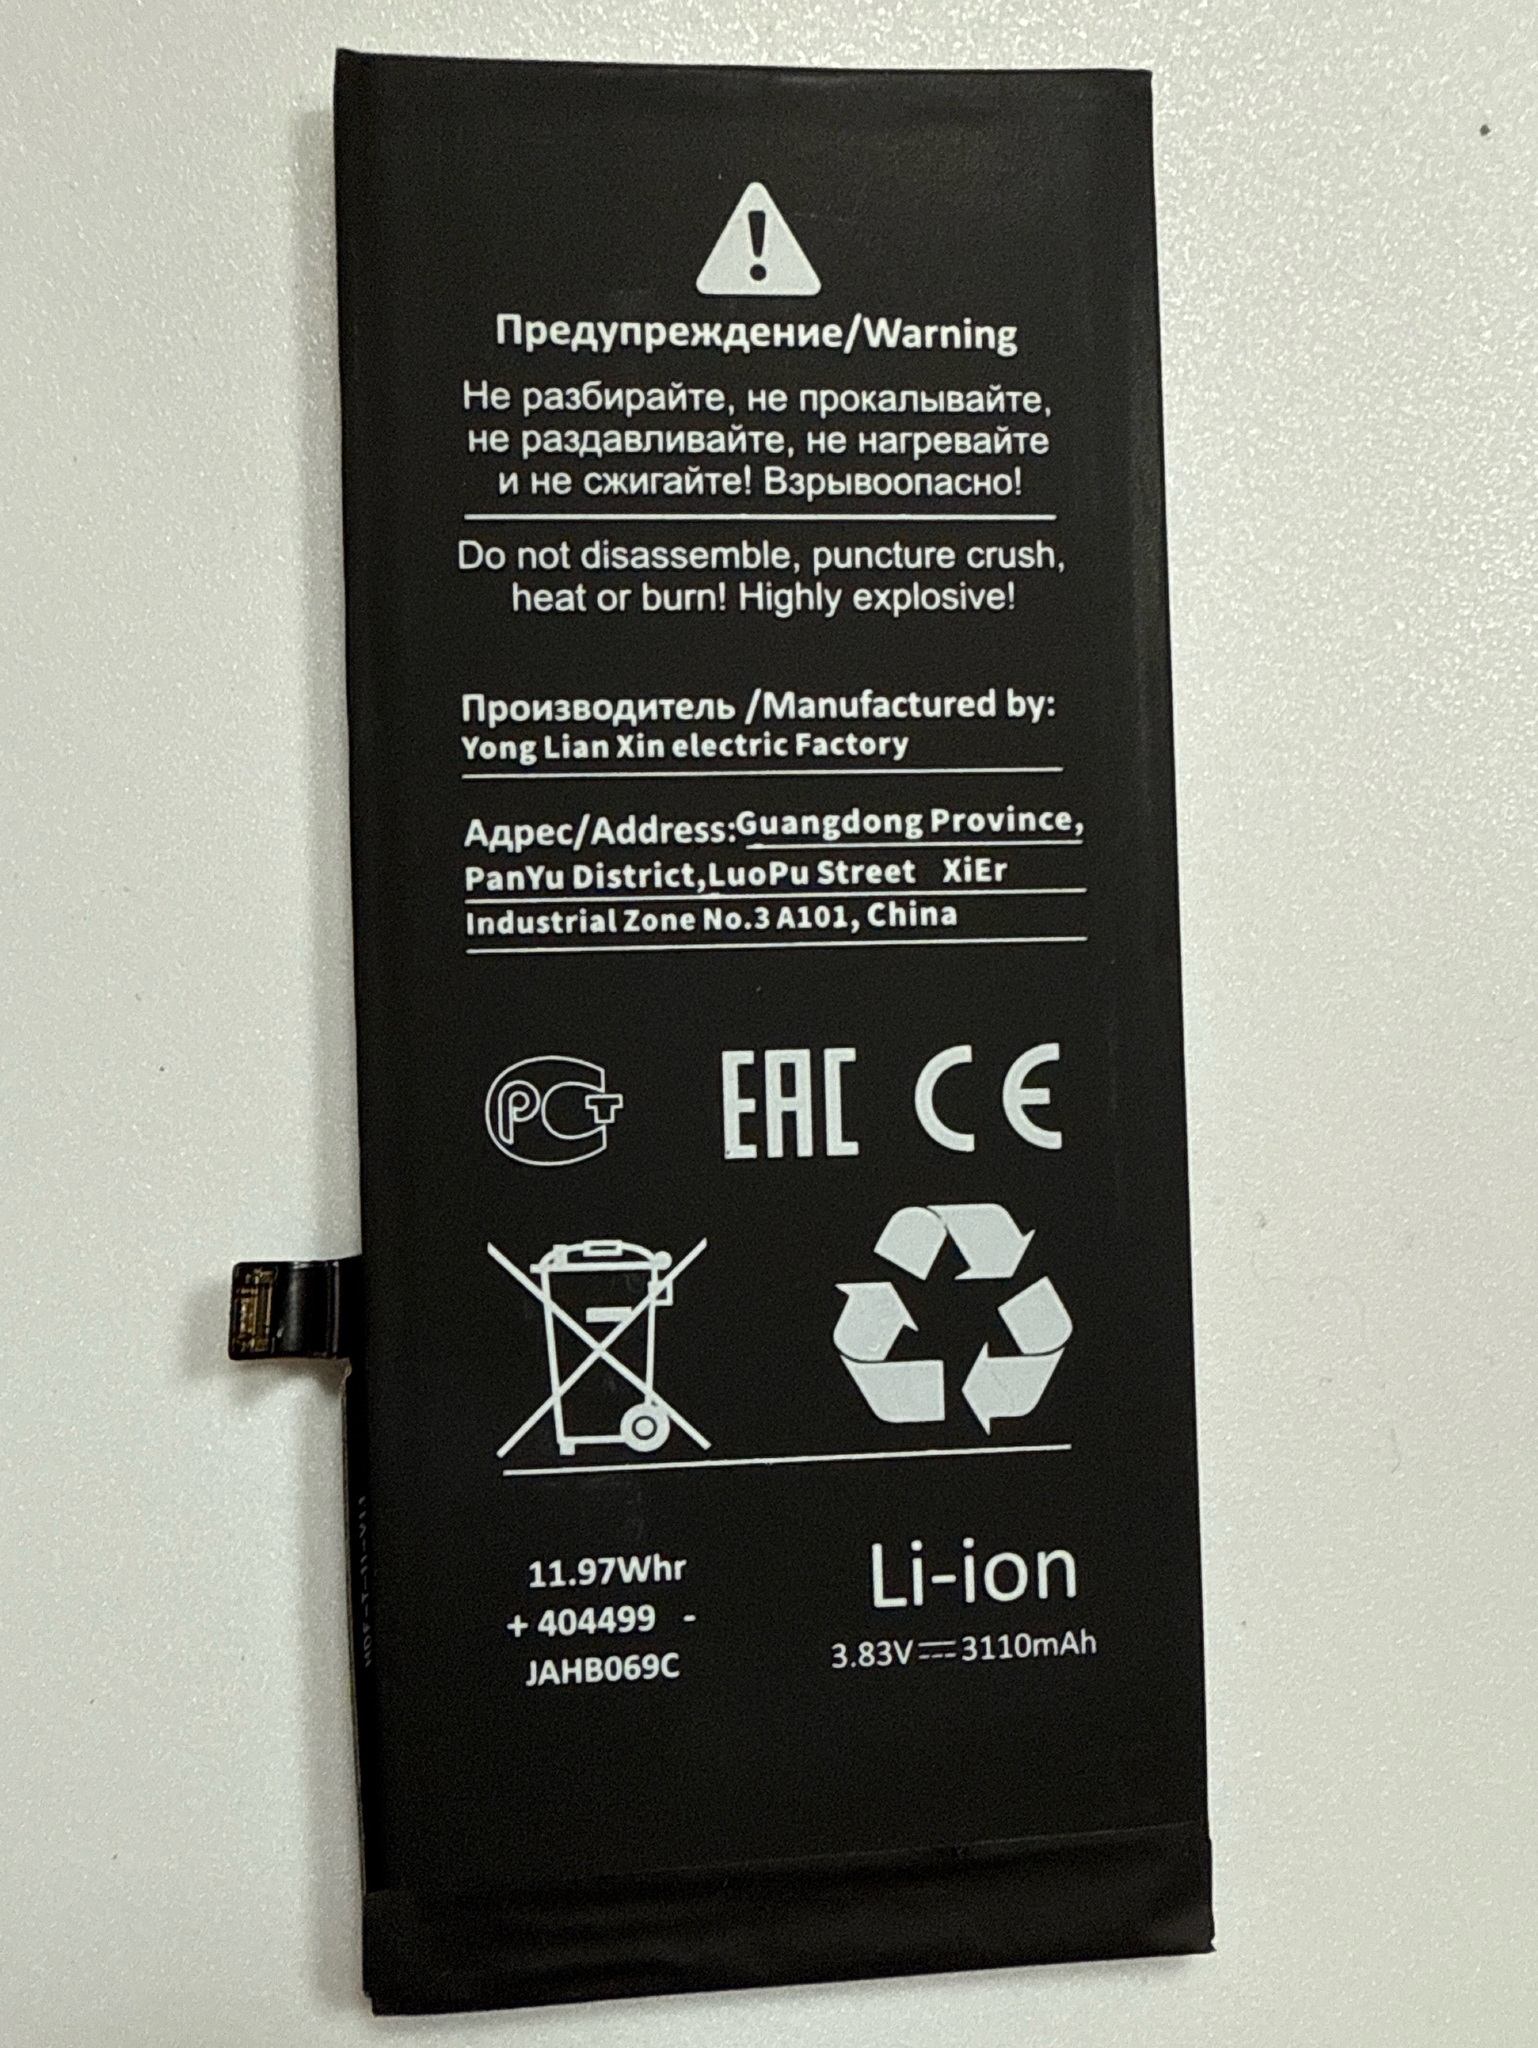 Предупреждение/Warning
Не разбирайте, не прокалывайте,
не раздавливайте, не нагревайте
и не сжигайте! Взрывоопасно!
Do not disassemble, puncture crush,
heat or burn! Highly explosive!
Производитель /Manufactured by:
Yong Lian Xin electric Factory
Адрес/Address:Guangdong Province,
PanYu District,LuoPu Street XiEr
Industrial Zone No.3 A101, China
РСТ EAC CE
11.97Whr
+ 404499 -
JAHB069C
Li-ion
3.83V⎓3110mAh